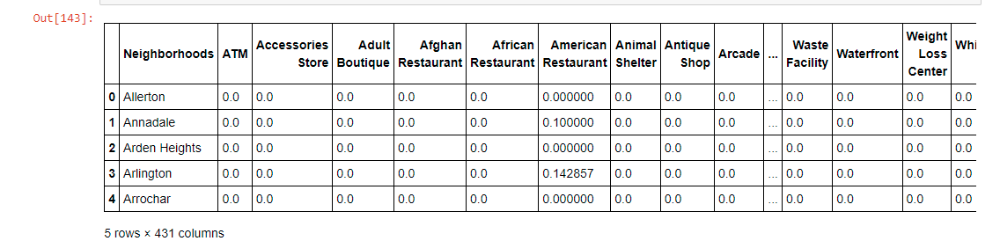 Out[143]:
Neighborhoods ATM Accessories Store Adult Boutique Afghan Restaurant African Restaurant American Restaurant Animal Shelter Antique Shop Arcade ... Waste Facility Waterfront Weight Loss Center
0 Allerton 0.0 0.0 0.0 0.0 0.0 0.000000 0.0 0.0 0.0 ... 0.0 0.0 0.0 0.0
1 Annadale 0.0 0.0 0.0 0.0 0.0 0.100000 0.0 0.0 0.0 ... 0.0 0.0 0.0 0.0
2 Arden Heights 0.0 0.0 0.0 0.0 0.0 0.000000 0.0 0.0 0.0 ... 0.0 0.0 0.0 0.0
3 Arlington 0.0 0.0 0.0 0.0 0.0 0.142857 0.0 0.0 0.0 ... 0.0 0.0 0.0 0.0
4 Arrochar 0.0 0.0 0.0 0.0 0.0 0.000000 0.0 0.0 0.0 ... 0.0 0.0 0.0 0.0
5 rows × 431 columns